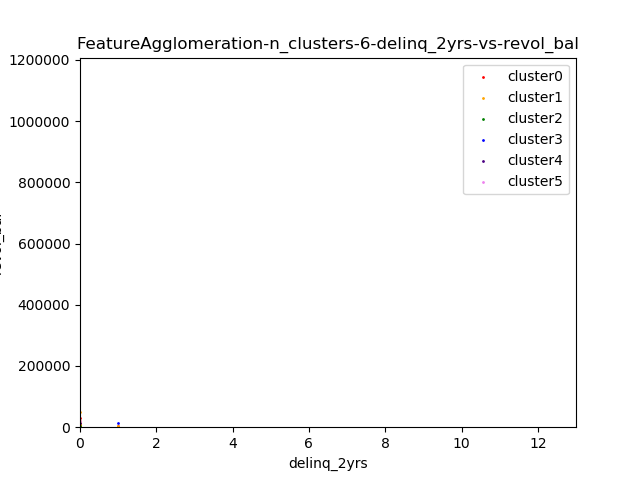 FeatureAgglomeration-n_clusters-6-delinq_2yrs-vs-revol_bal
1200000
1000000
800000
600000
400000
200000
0
0 2 4 6 8 10 12
delinq_2yrs
cluster0
cluster1
cluster2
cluster3
cluster4
cluster5